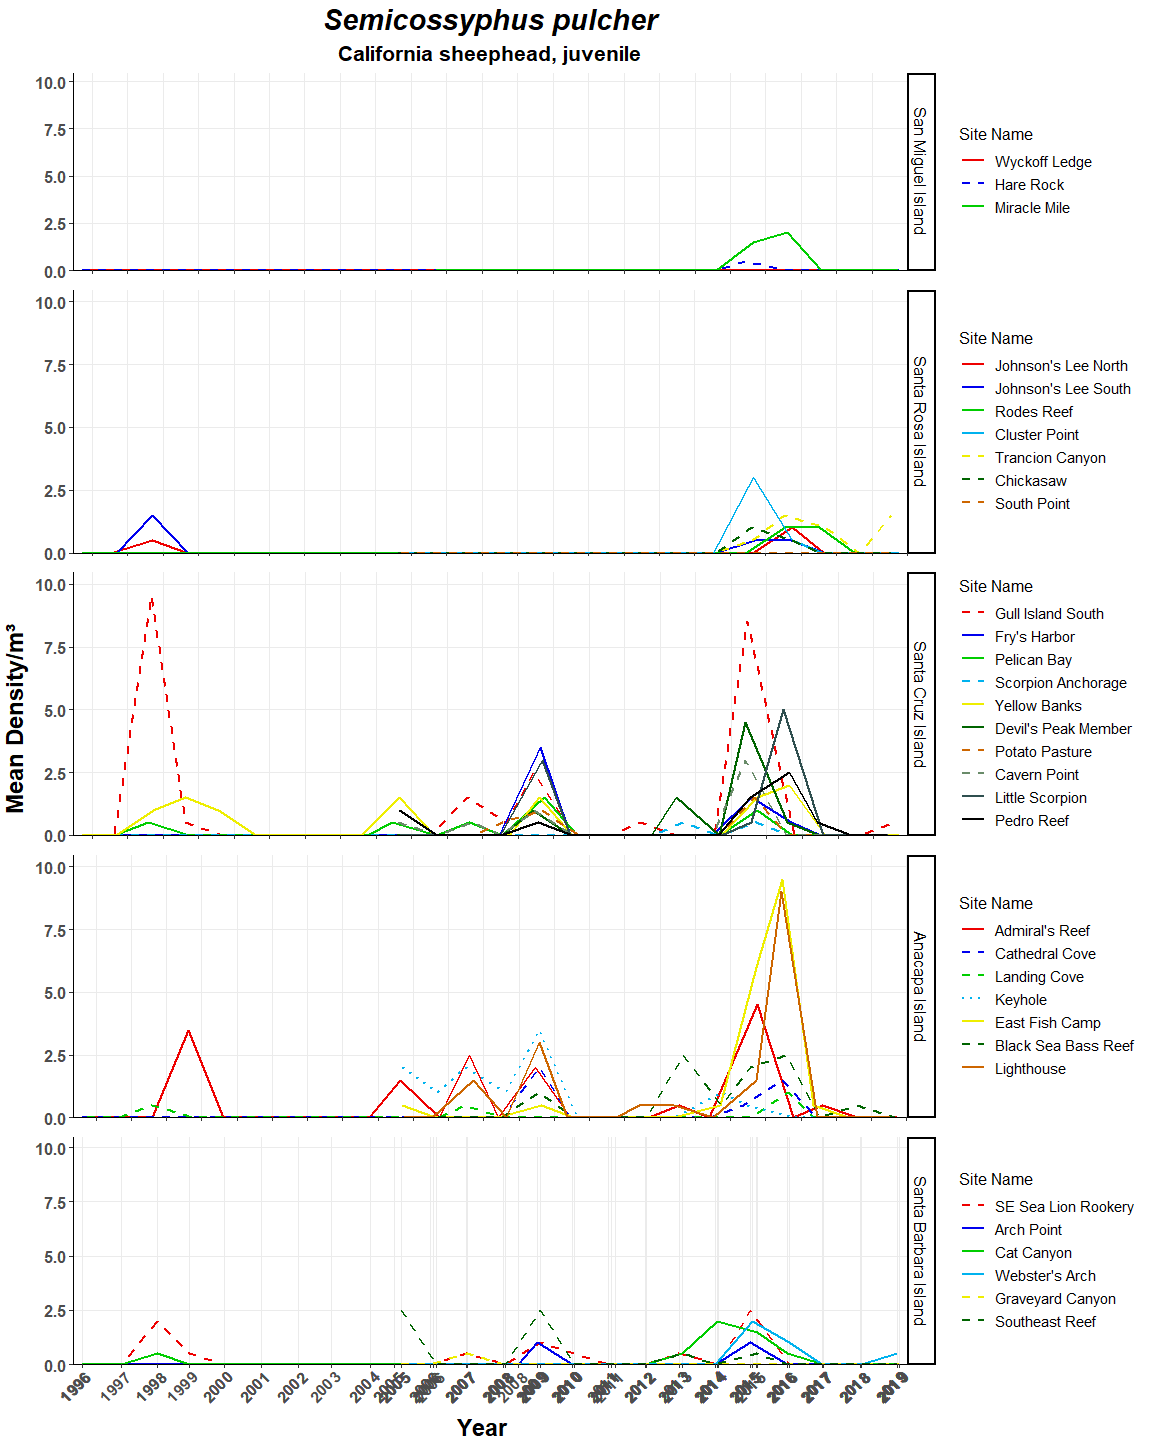 Semicossyphus pulcher
California sheephead, juvenile
Mean Density/m³
10.0
7.5
5.0
2.5
0.0
San Miguel Island
Site Name
Wyckoff Ledge
Hare Rock
Miracle Mile
10.0
7.5
5.0
2.5
0.0
Santa Rosa Island
Site Name
Johnson's Lee North
Johnson's Lee South
Rodes Reef
Cluster Point
Trancion Canyon
Chickasaw
South Point
10.0
7.5
5.0
2.5
0.0
Santa Cruz Island
Site Name
Gull Island South
Fry's Harbor
Pelican Bay
Scorpion Anchorage
Yellow Banks
Devil's Peak Member
Potato Pasture
Cavern Point
Little Scorpion
Pedro Reef
10.0
7.5
5.0
2.5
0.0
Anacapa Island
Site Name
Admiral's Reef
Cathedral Cove
Landing Cove
Keyhole
East Fish Camp
Black Sea Bass Reef
Lighthouse
10.0
7.5
5.0
2.5
0.0
Santa Barbara Island
Site Name
SE Sea Lion Rookery
Arch Point
Cat Canyon
Webster's Arch
Graveyard Canyon
Southeast Reef
1996 1997 1998 1999 2000 2001 2002 2003 2004 2005 2006 2007 2008 2008 2009 2010 2011 2012 2013 2014 2015 2016 2017 2018 2019
Year